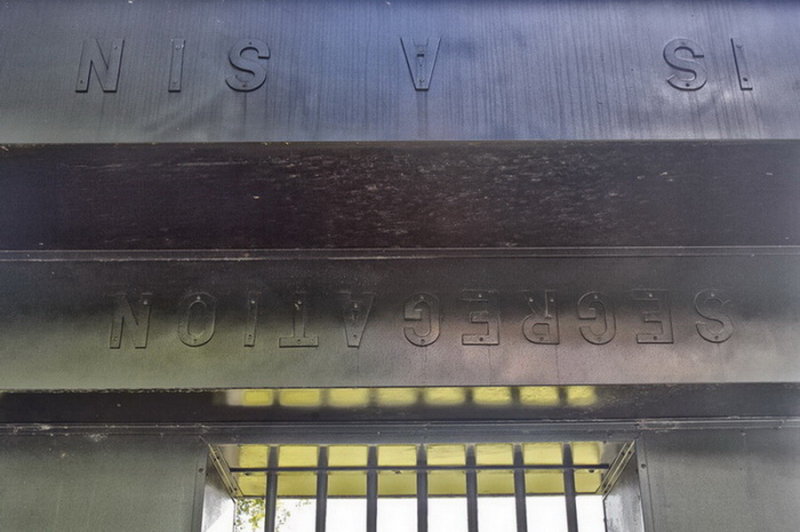 SEGREGATION
IS A SIN